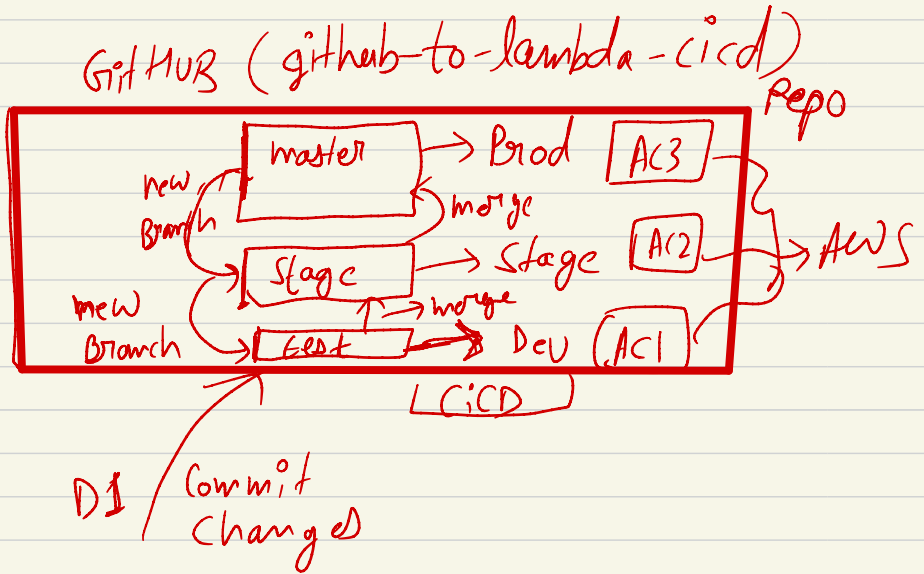 GitHUB (github-to-lambda-cicd)
Repo
master → Prod AC3
new
Branch
merge
Stage → Stage AC2 → AWS
new
Branch
merge
test → Dev AC1
CiCD
D1
Commit
Changes